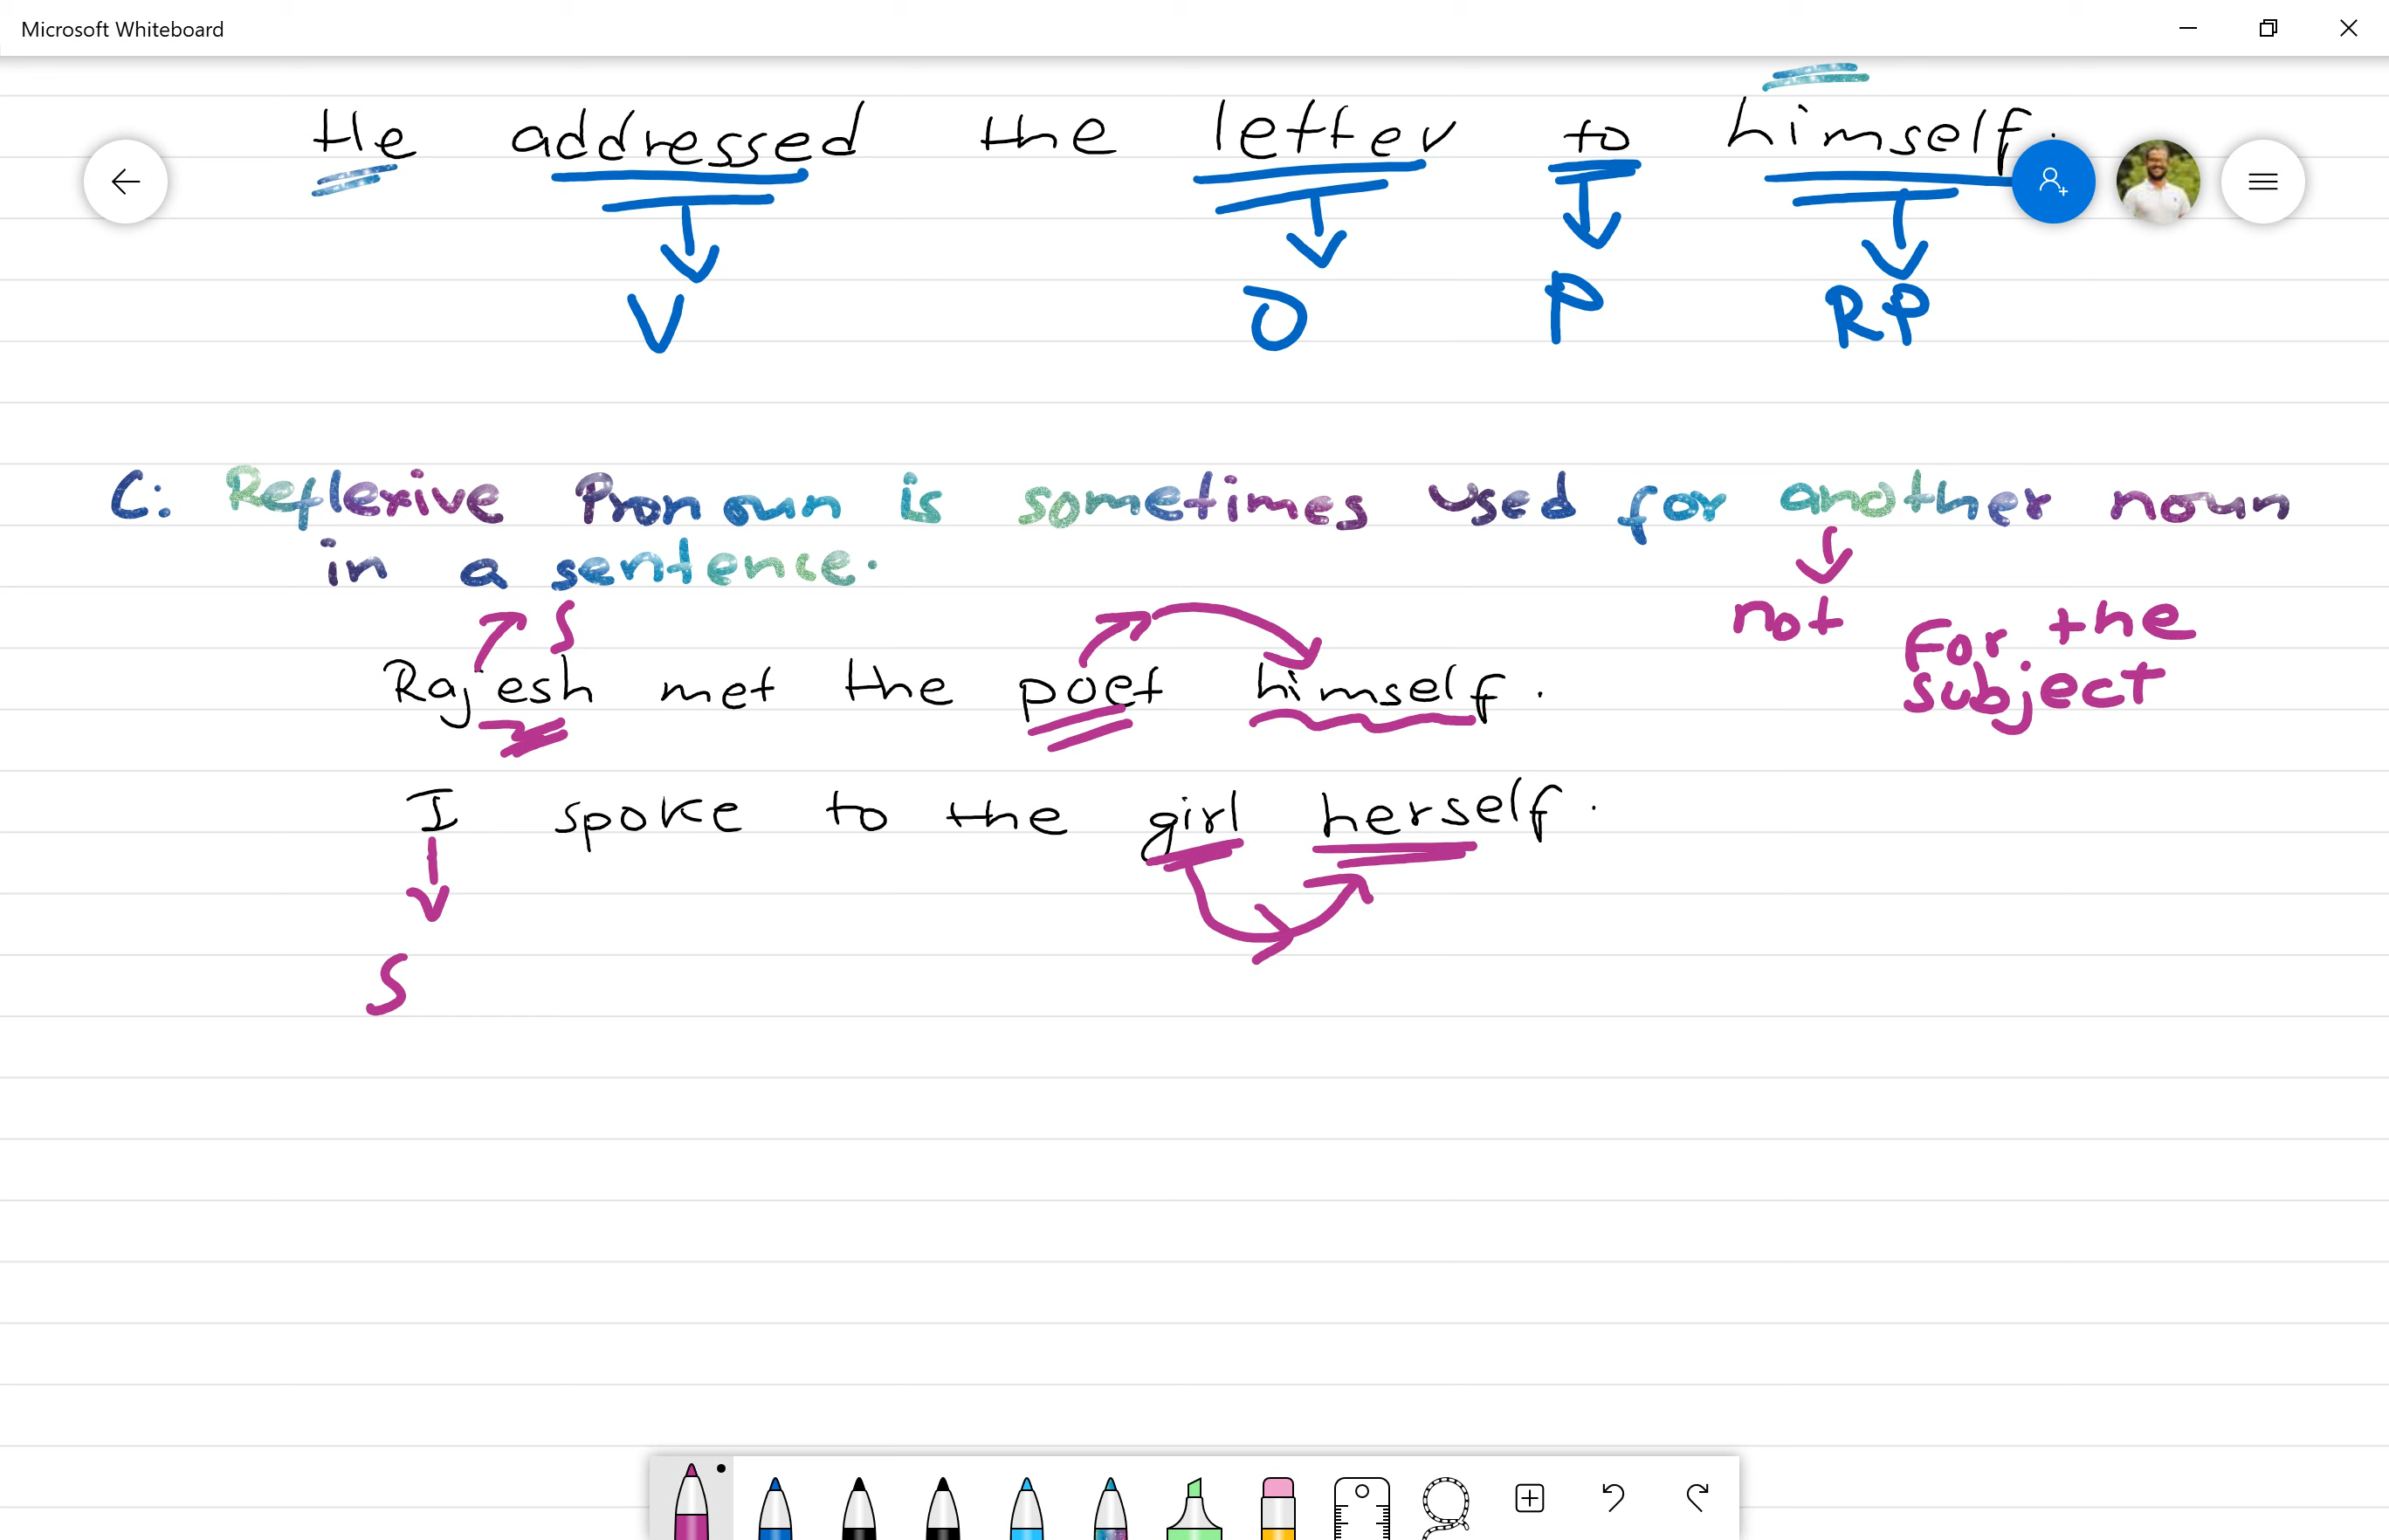 Microsoft Whiteboard
He addressed the letter to himself.
V O P RP
C: Reflexive Pronoun is sometimes used for another noun
in a sentence.
not for the
subject
S
Rajesh met the poet himself.
I spoke to the girl herself.
S